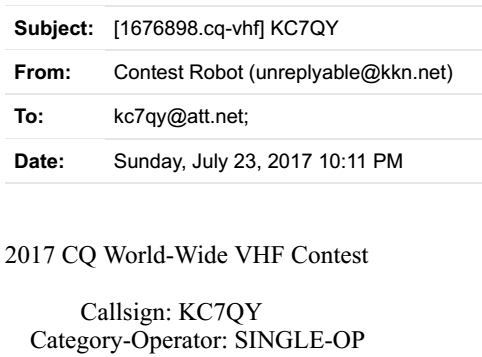 Subject: [1676898.cq-vhf] KC7QY
From: Contest Robot (unreplyable@kkn.net)
To: kc7qy@att.net;
Date: Sunday, July 23, 2017 10:11 PM
2017 CQ World-Wide VHF Contest
Callsign: KC7QY
Category-Operator: SINGLE-OP